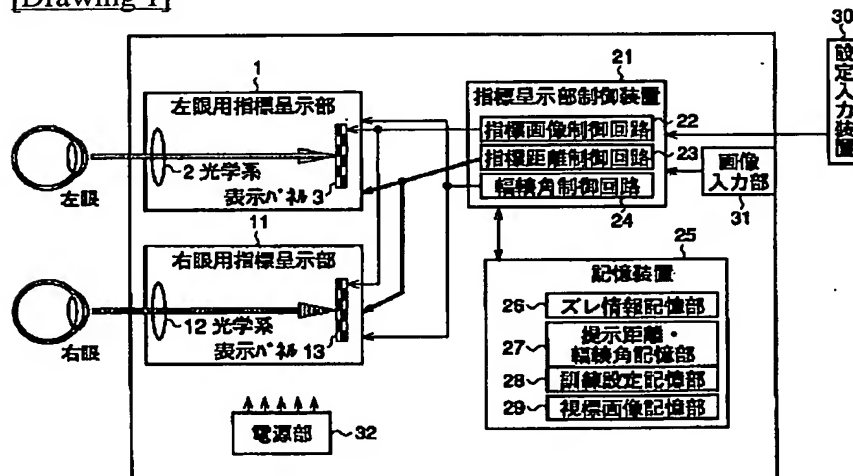 [Drawing 1]
30
設定入力装置
1
左眼用指標呈示部
2 光学系
表示パネル 3
左眼
11
右眼用指標呈示部
12 光学系
表示パネル 13
右眼
21
指標呈示部制御装置
指標画像制御回路
22
指標距離制御回路
23
輻輳角制御回路
24
画像
入力部
31
25
記憶装置
26
ズレ情報記憶部
27
提示距離・
輻輳角記憶部
28
訓練設定記憶部
29
視標画像記憶部
電源部
32